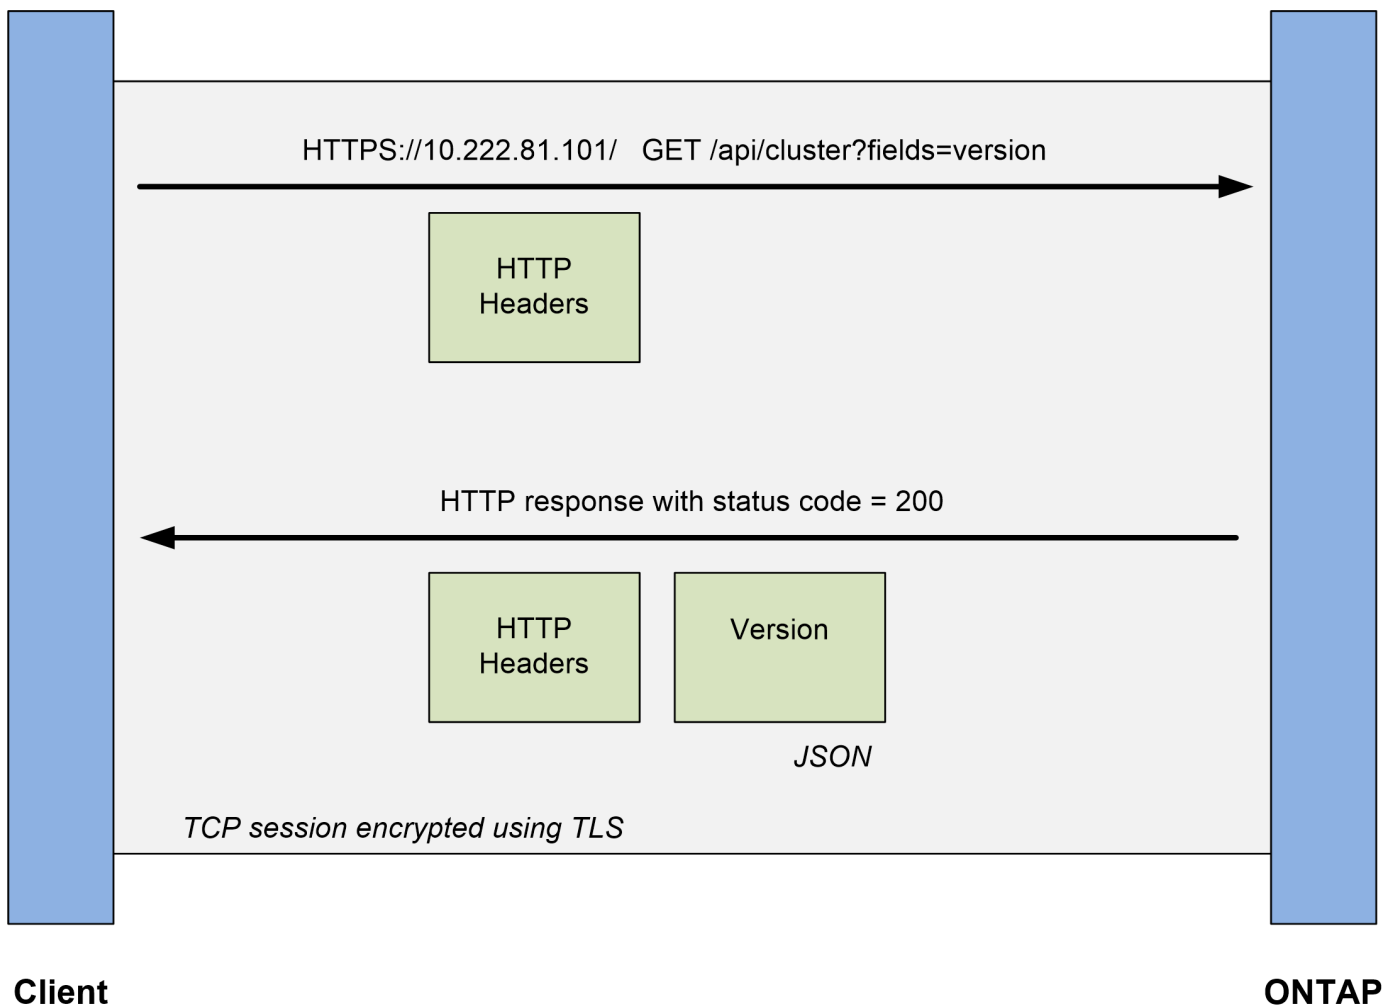 HTTPS://10.222.81.101/   GET /api/cluster?fields=version
HTTP
Headers
HTTP response with status code = 200
HTTP
Headers
Version
JSON
TCP session encrypted using TLS
Client
ONTAP